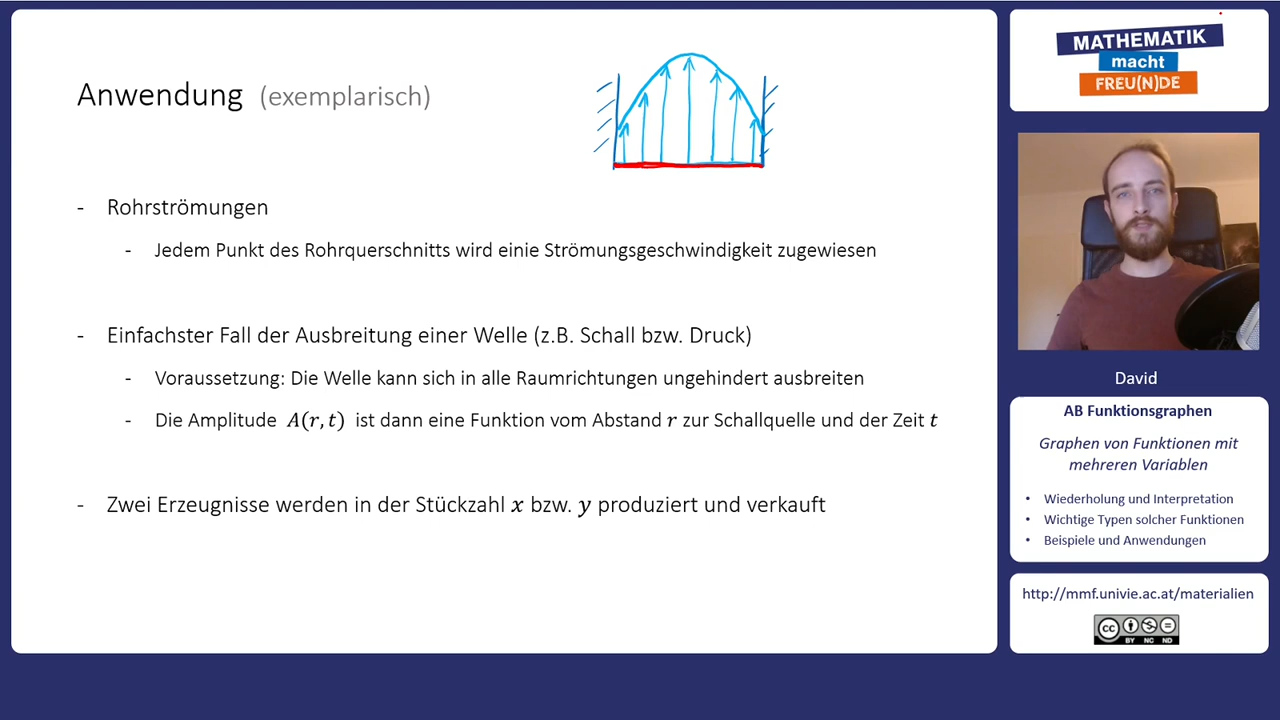 Anwendung (exemplarisch)
- Rohrströmungen
- Jedem Punkt des Rohrquerschnitts wird einie Strömungsgeschwindigkeit zugewiesen
- Einfachster Fall der Ausbreitung einer Welle (z.B. Schall bzw. Druck)
- Voraussetzung: Die Welle kann sich in alle Raumrichtungen ungehindert ausbreiten
- Die Amplitude A(r, t) ist dann eine Funktion vom Abstand r zur Schallquelle und der Zeit t
- Zwei Erzeugnisse werden in der Stückzahl x bzw. y produziert und verkauft
MATHEMATIK
macht
FREU(N)DE
David
AB Funktionsgraphen
Graphen von Funktionen mit
mehreren Variablen
• Wiederholung und Interpretation
• Wichtige Typen solcher Funktionen
• Beispiele und Anwendungen
http://mmf.univie.ac.at/materialien
cc
BY NC ND